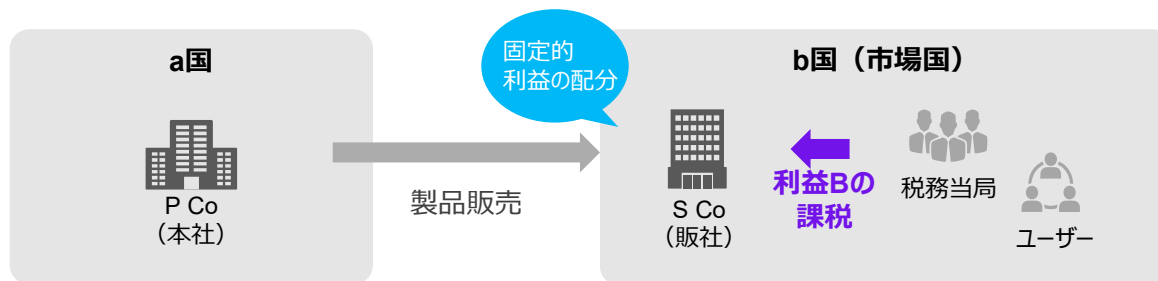 a国
P Co
（本社）
製品販売
固定的
利益の配分
b国（市場国）
S Co
（販社）
利益Bの
課税
税務当局
ユーザー